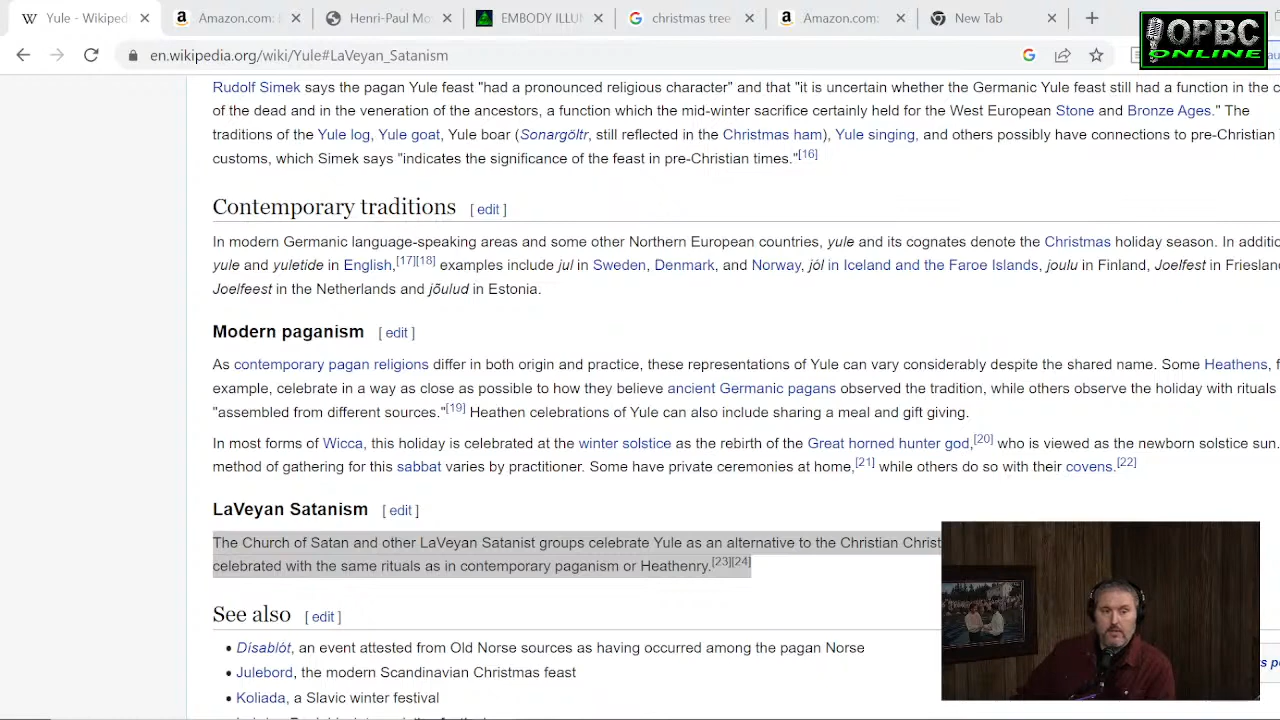 Yule - Wikiped
Amazon.com:
Henri-Paul Mo
EMBODY ILLU
christmas tree
Amazon.com:
New Tab
OPBC
ONLINE
en.wikipedia.org/wiki/Yule#LaVeyan_Satanism
Rudolf Simek says the pagan Yule feast "had a pronounced religious character" and that "it is uncertain whether the Germanic Yule feast still had a function in the c
of the dead and in the veneration of the ancestors, a function which the mid-winter sacrifice certainly held for the West European Stone and Bronze Ages." The
traditions of the Yule log, Yule goat, Yule boar (Sonargöltr, still reflected in the Christmas ham), Yule singing, and others possibly have connections to pre-Christian
customs, which Simek says "indicates the significance of the feast in pre-Christian times."[16]
Contemporary traditions [ edit ]
In modern Germanic language-speaking areas and some other Northern European countries, yule and its cognates denote the Christmas holiday season. In additio
yule and yuletide in English,[17][18] examples include jul in Sweden, Denmark, and Norway, jól in Iceland and the Faroe Islands, joulu in Finland, Joelfest in Frieslan
Joelfeest in the Netherlands and jõulud in Estonia.
Modern paganism [ edit ]
As contemporary pagan religions differ in both origin and practice, these representations of Yule can vary considerably despite the shared name. Some Heathens, f
example, celebrate in a way as close as possible to how they believe ancient Germanic pagans observed the tradition, while others observe the holiday with rituals
"assembled from different sources."[19] Heathen celebrations of Yule can also include sharing a meal and gift giving.
In most forms of Wicca, this holiday is celebrated at the winter solstice as the rebirth of the Great horned hunter god,[20] who is viewed as the newborn solstice sun.
method of gathering for this sabbat varies by practitioner. Some have private ceremonies at home,[21] while others do so with their covens.[22]
LaVeyan Satanism [ edit ]
The Church of Satan and other LaVeyan Satanist groups celebrate Yule as an alternative to the Christian Christ
celebrated with the same rituals as in contemporary paganism or Heathenry.[23][24]
See also [ edit ]
Dísablót, an event attested from Old Norse sources as having occurred among the pagan Norse
Julebord, the modern Scandinavian Christmas feast
Koliada, a Slavic winter festival